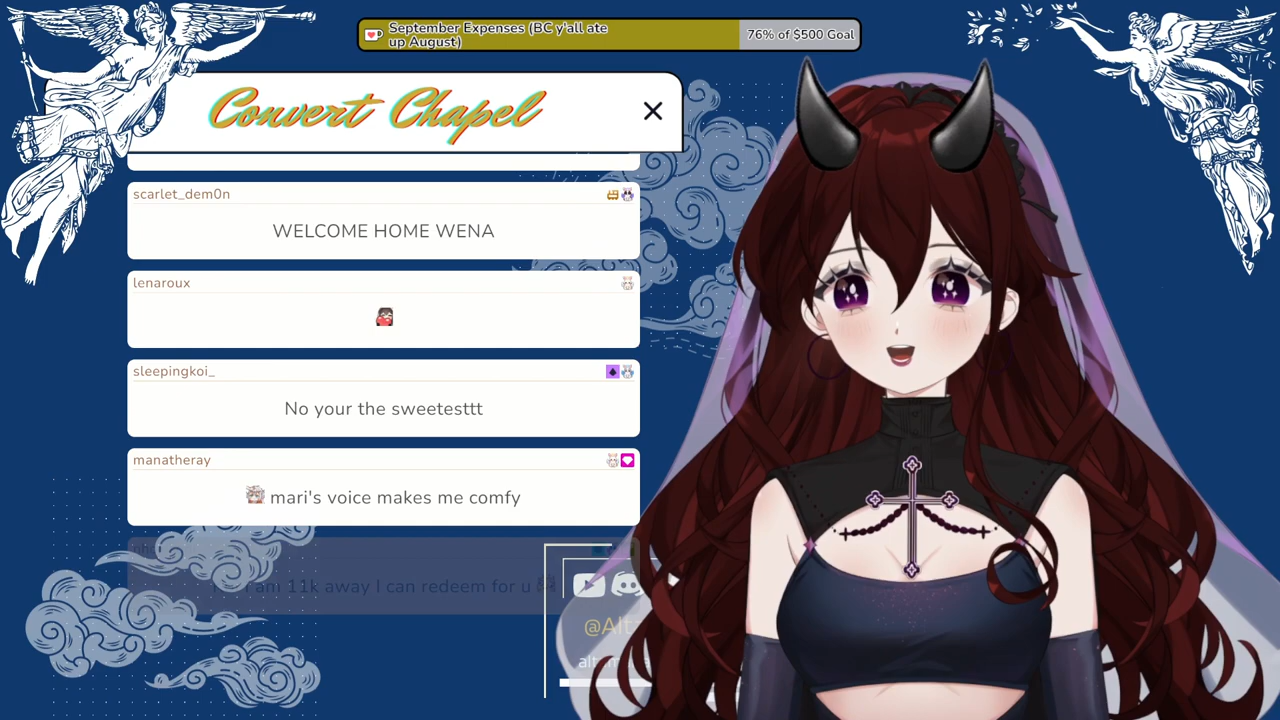 September Expenses (BC y'all ate
up August)
76% of $500 Goal
Convert Chapel
scarlet_dem0n
WELCOME HOME WENA
lenaroux
sleepingkoi_
No your the sweetesttt
manatheray
mari's voice makes me comfy
am 11k away I can redeem for u